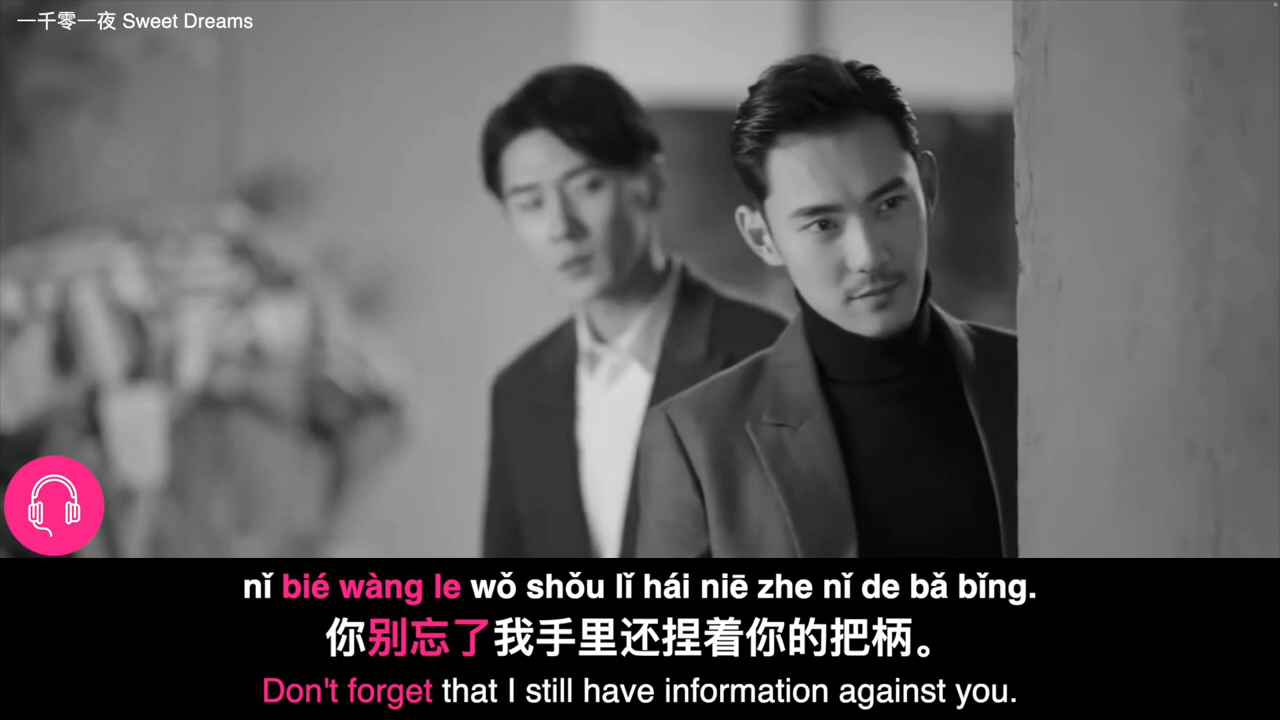 一千零一夜 Sweet Dreams
nǐ bié wàng le wǒ shǒu lǐ hái niē zhe nǐ de bǎ bǐng.
你别忘了我手里还捏着你的把柄。
Don't forget that I still have information against you.